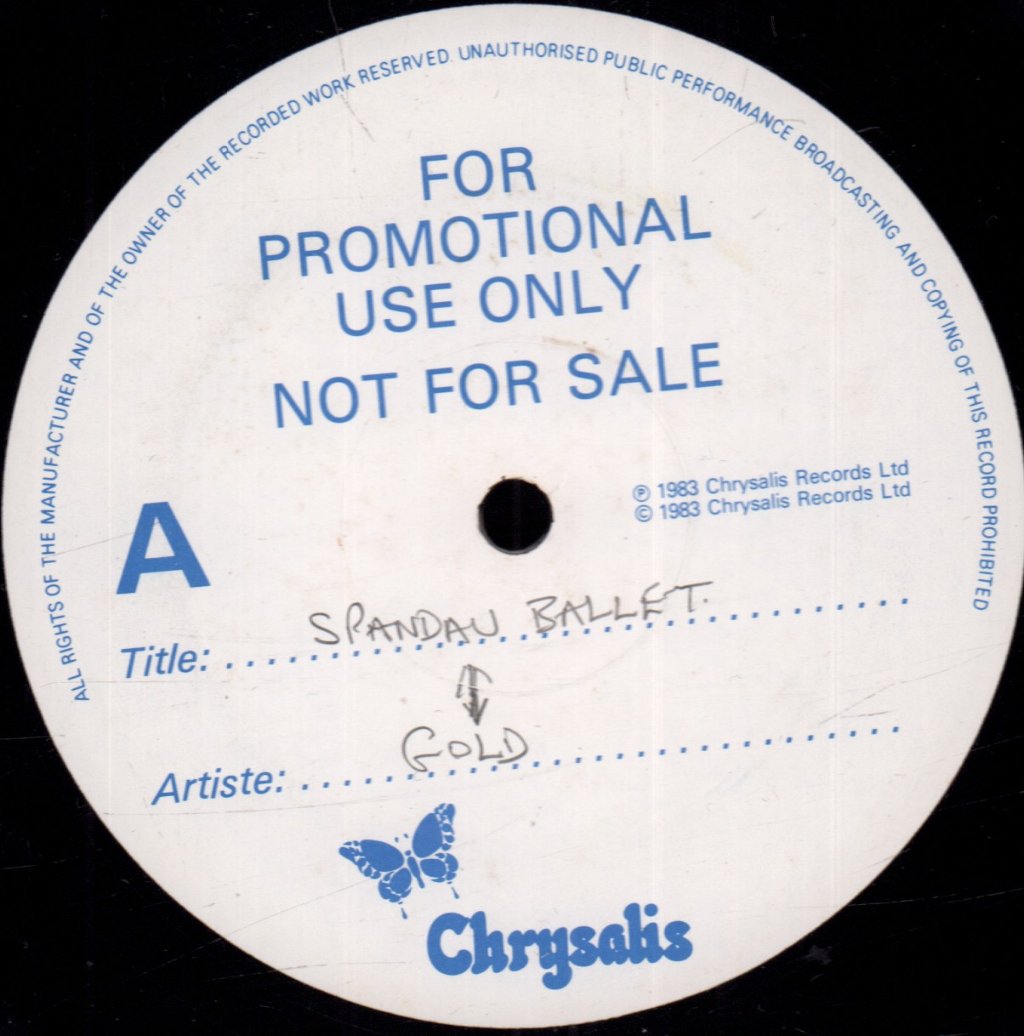 ALL RIGHTS OF THE MANUFACTURER AND OF THE OWNER OF THE RECORDED WORK RESERVED. UNAUTHORISED PUBLIC PERFORMANCE BROADCASTING AND COPYING OF THIS RECORD PROHIBITED
FOR
PROMOTIONAL
USE ONLY
NOT FOR SALE
℗ 1983 Chrysalis Records Ltd
© 1983 Chrysalis Records Ltd
A
Title: SPANDAU BALLET.
Artiste: GOLD
Chrysalis